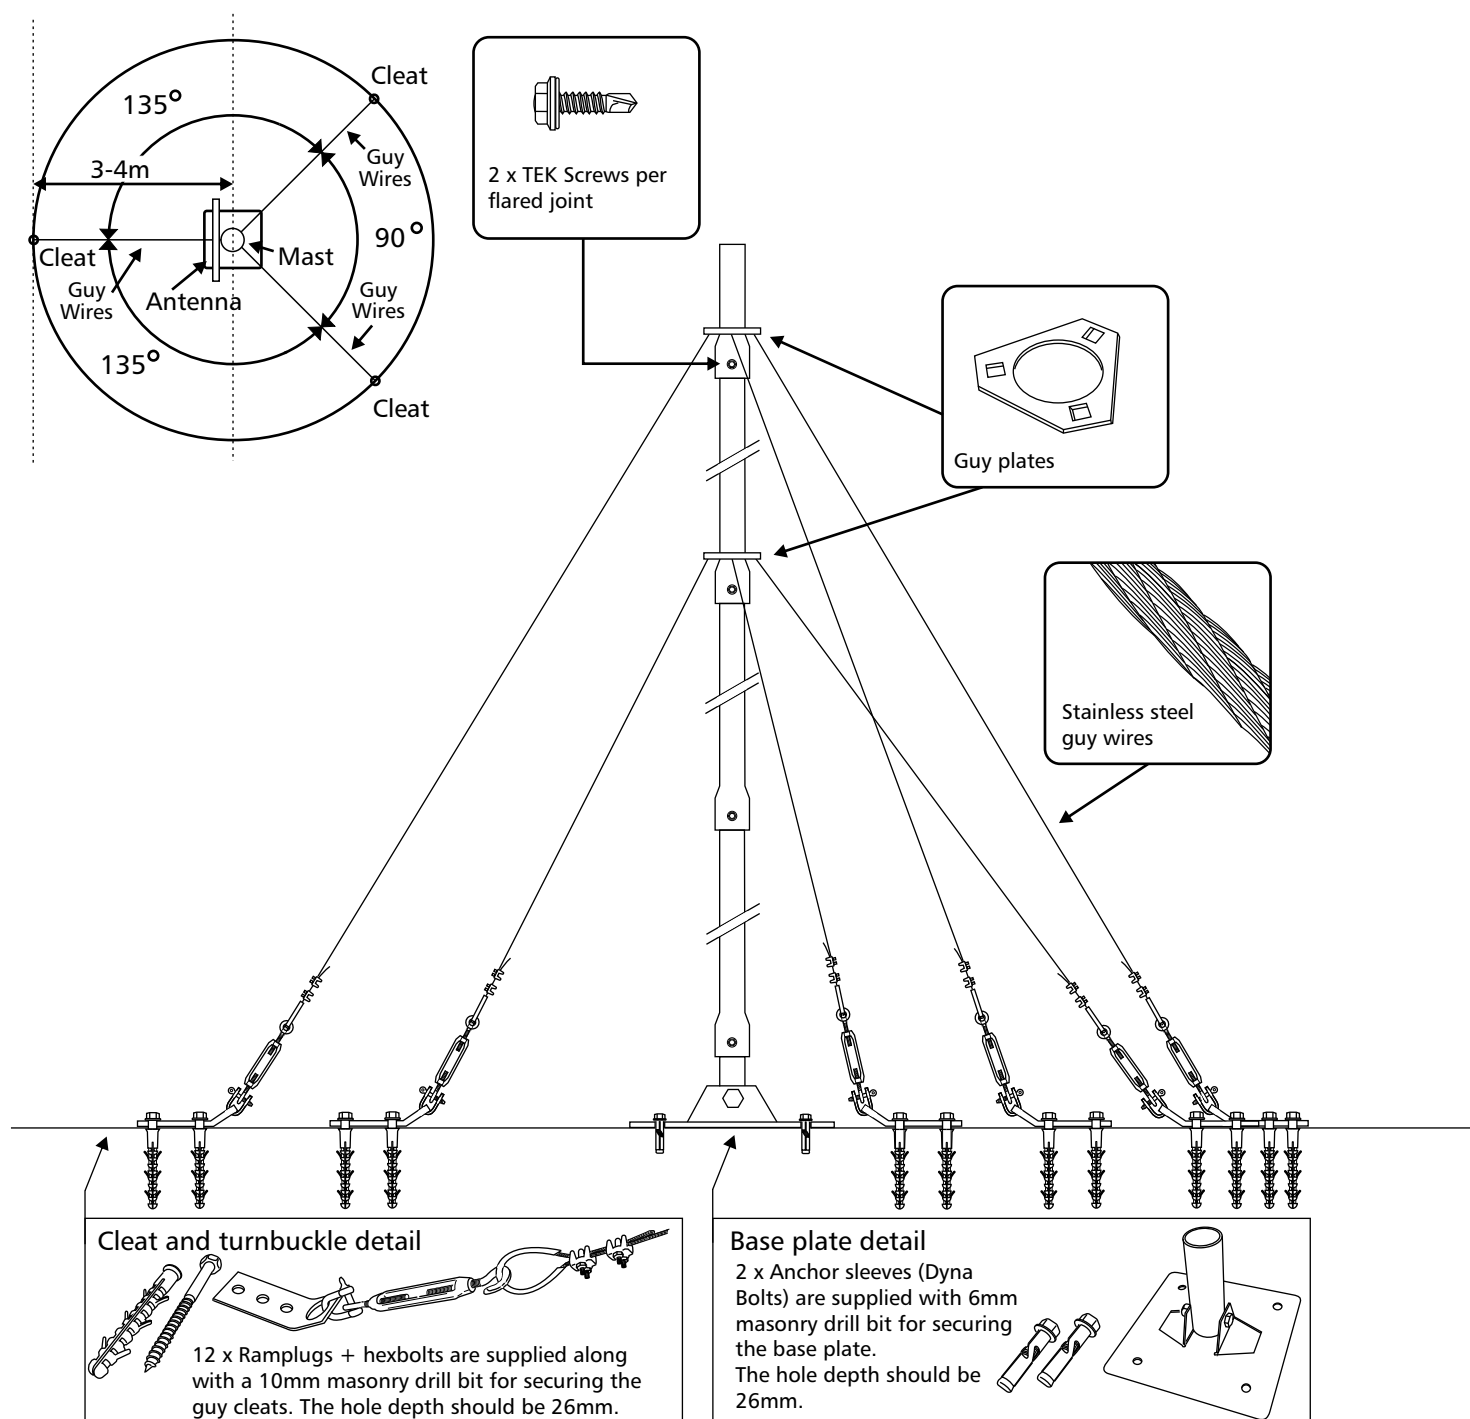 Cleat
135°
Guy
Wires
3-4m
90°
Cleat
Mast
Guy
Wires
Antenna
Guy
Wires
135°
Cleat
2 x TEK Screws per
flared joint
Guy plates
Stainless steel
guy wires
Cleat and turnbuckle detail
12 x Ramplugs + hexbolts are supplied along
with a 10mm masonry drill bit for securing the
guy cleats. The hole depth should be 26mm.
Base plate detail
2 x Anchor sleeves (Dyna
Bolts) are supplied with 6mm
masonry drill bit for securing
the base plate.
The hole depth should be
26mm.